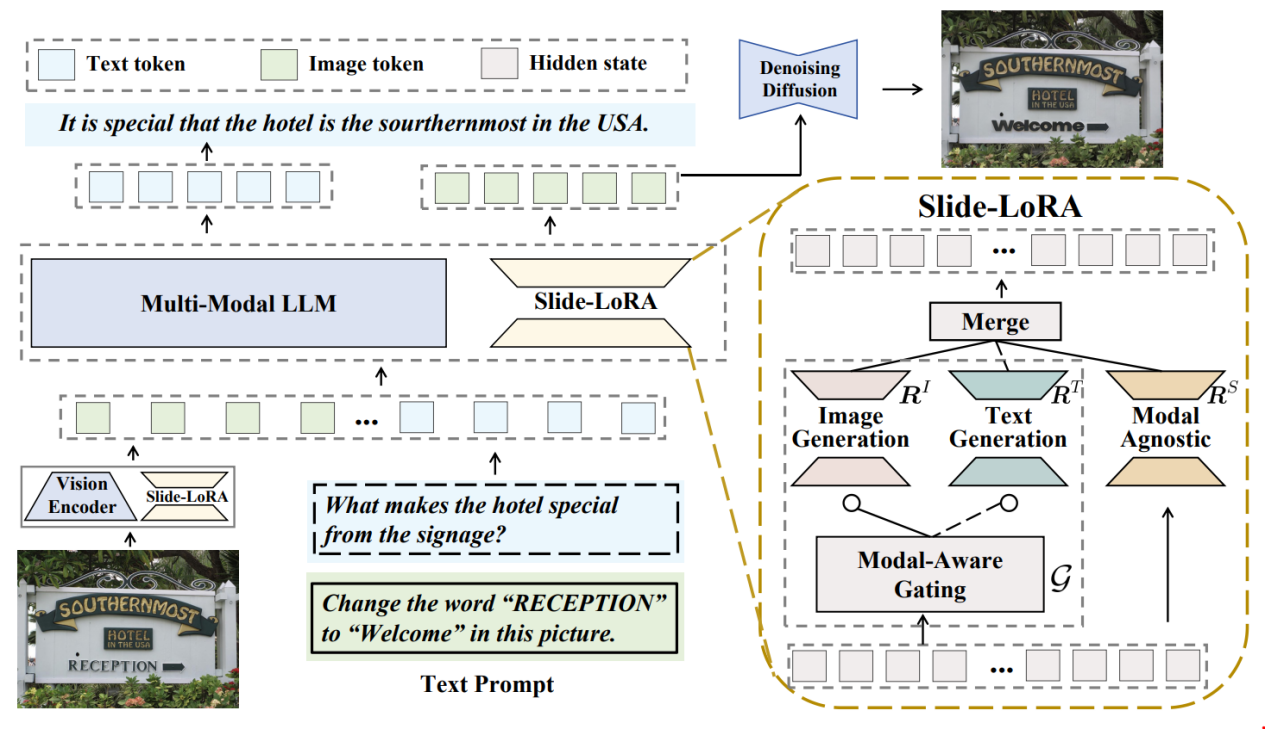 Text token
Image token
Hidden state
It is special that the hotel is the sourthernmost in the USA.
Denoising
Diffusion
SOUTHERNMOST
HOTEL
IN THE USA
Welcome
Multi-Modal LLM
Slide-LoRA
...
Vision
Encoder
Slide-LoRA
SOUTHERNMOST
HOTEL
IN THE USA
RECEPTION
What makes the hotel special
from the signage?
Change the word “RECEPTION”
to “Welcome” in this picture.
Text Prompt
Slide-LoRA
...
Merge
Image
Generation
R^I
Text
Generation
R^T
Modal
Agnostic
R^S
Modal-Aware
Gating
G
...